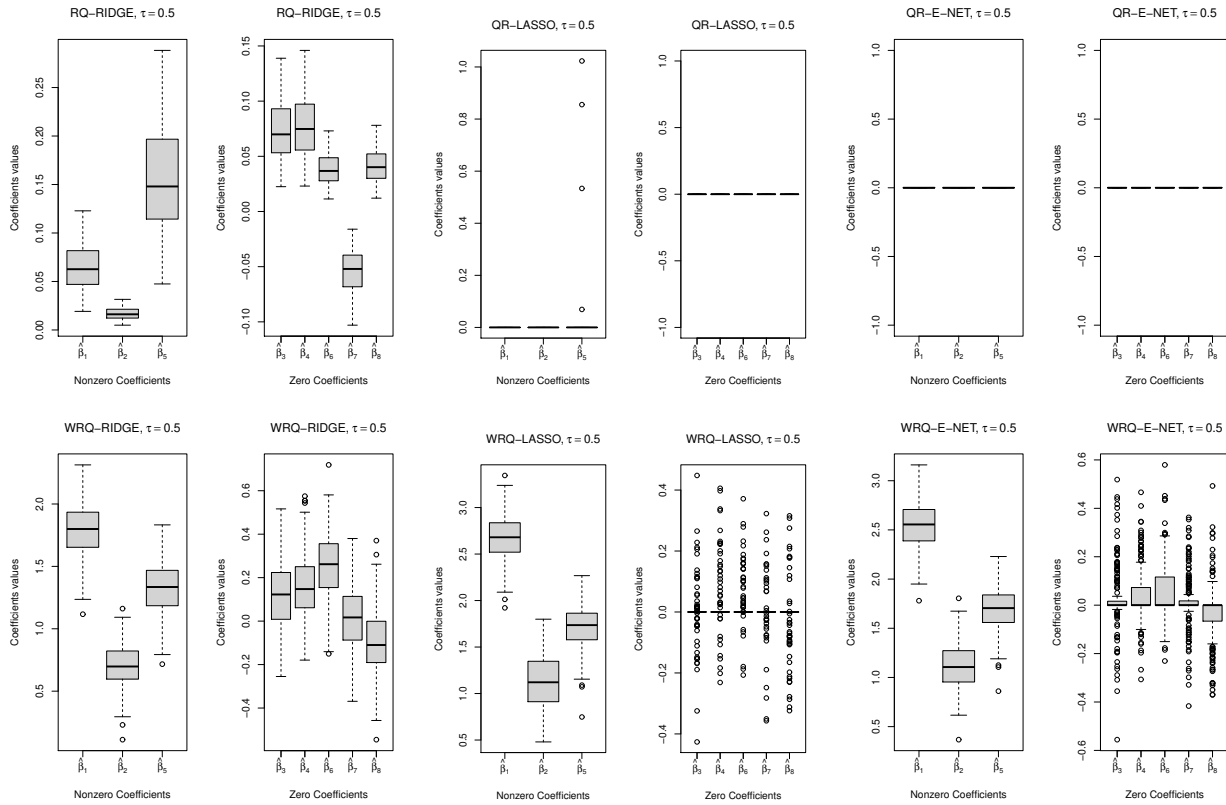 RQ−RIDGE, τ = 0.5
Coefficients values
0.00 0.05 0.10 0.15 0.20 0.25
β̂1 β̂2 β̂5
Nonzero Coefficients
RQ−RIDGE, τ = 0.5
Coefficients values
−0.10 −0.05 0.00 0.05 0.10 0.15
β̂3 β̂4 β̂6 β̂7 β̂8
Zero Coefficients
QR−LASSO, τ = 0.5
Coefficients values
0.0 0.2 0.4 0.6 0.8 1.0
β̂1 β̂2 β̂5
Nonzero Coefficients
QR−LASSO, τ = 0.5
Coefficients values
−1.0 −0.5 0.0 0.5 1.0
β̂3 β̂4 β̂6 β̂7 β̂8
Zero Coefficients
QR−E−NET, τ = 0.5
Coefficients values
−1.0 −0.5 0.0 0.5 1.0
β̂1 β̂2 β̂5
Nonzero Coefficients
QR−E−NET, τ = 0.5
Coefficients values
−1.0 −0.5 0.0 0.5 1.0
β̂3 β̂4 β̂6 β̂7 β̂8
Zero Coefficients
WRQ−RIDGE, τ = 0.5
Coefficients values
0.5 1.0 1.5 2.0
β̂1 β̂2 β̂5
Nonzero Coefficients
WRQ−RIDGE, τ = 0.5
Coefficients values
−0.4 −0.2 0.0 0.2 0.4 0.6
β̂3 β̂4 β̂6 β̂7 β̂8
Zero Coefficients
WRQ−LASSO, τ = 0.5
Coefficients values
0.5 1.0 1.5 2.0 2.5 3.0
β̂1 β̂2 β̂5
Nonzero Coefficients
WRQ−LASSO, τ = 0.5
Coefficients values
−0.4 −0.2 0.0 0.2 0.4
β̂3 β̂4 β̂6 β̂7 β̂8
Zero Coefficients
WRQ−E−NET, τ = 0.5
Coefficients values
0.5 1.0 1.5 2.0 2.5 3.0
β̂1 β̂2 β̂5
Nonzero Coefficients
WRQ−E−NET, τ = 0.5
Coefficients values
−0.6 −0.4 −0.2 0.0 0.2 0.4 0.6
β̂3 β̂4 β̂6 β̂7 β̂8
Zero Coefficients